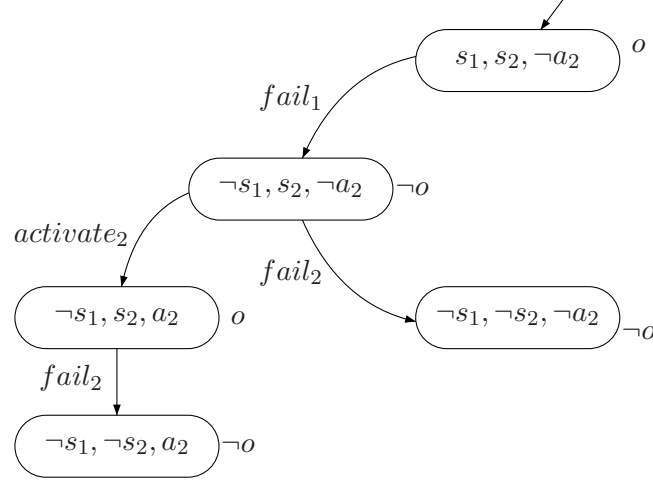 s₁, s₂, ¬a₂ o
fail₁
¬s₁, s₂, ¬a₂ ¬o
activate₂
fail₂
¬s₁, s₂, a₂ o
¬s₁, ¬s₂, ¬a₂ ¬o
fail₂
¬s₁, ¬s₂, a₂ ¬o